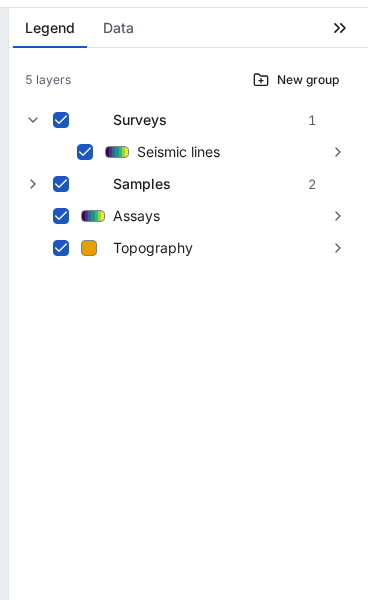 Legend Data
5 layers New group
Surveys 1
Seismic lines
Samples 2
Assays
Topography